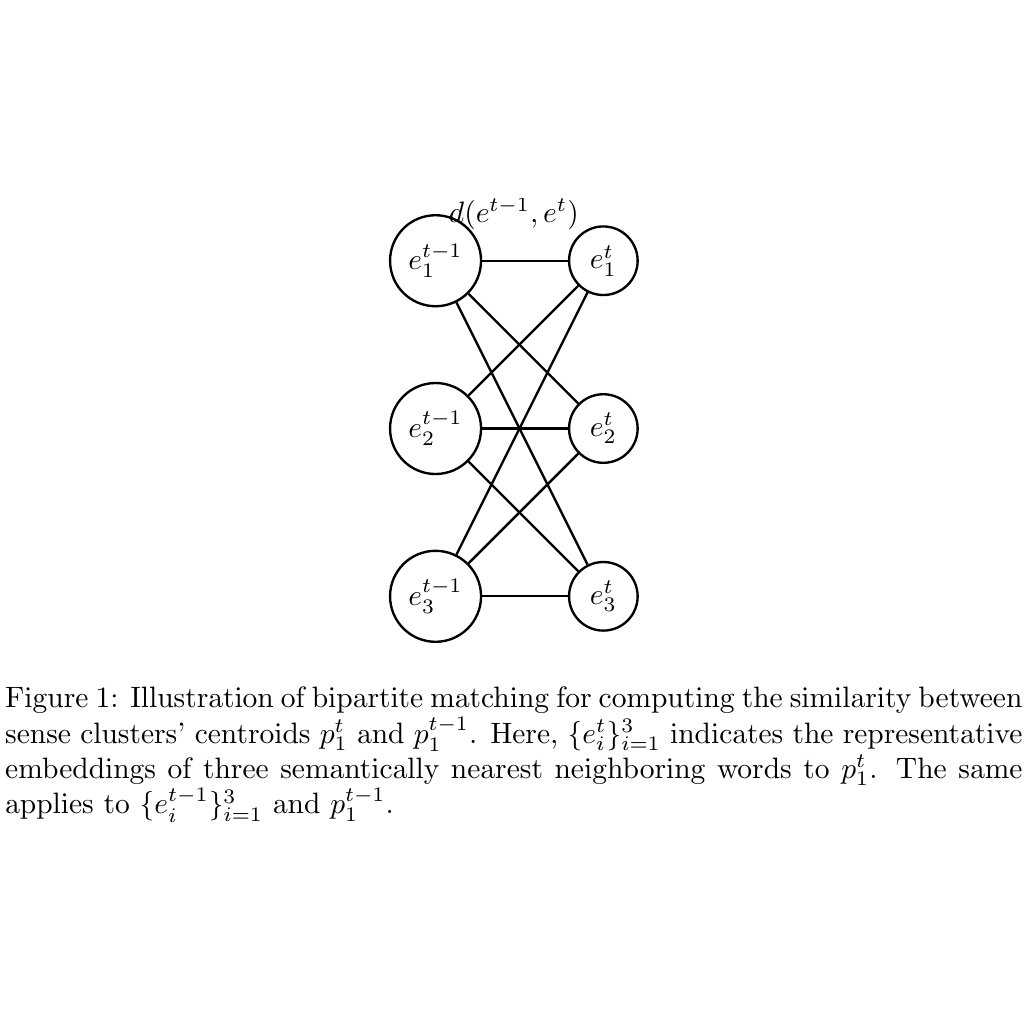 d(e^{t−1}, e^t)
e_1^{t−1} e_1^t
e_2^{t−1} e_2^t
e_3^{t−1} e_3^t
Figure 1: Illustration of bipartite matching for computing the similarity between
sense clusters’ centroids p_1^t and p_1^{t−1}. Here, {e_i^t}_{i=1}^3 indicates the representative
embeddings of three semantically nearest neighboring words to p_1^t. The same
applies to {e_i^{t−1}}_{i=1}^3 and p_1^{t−1}.